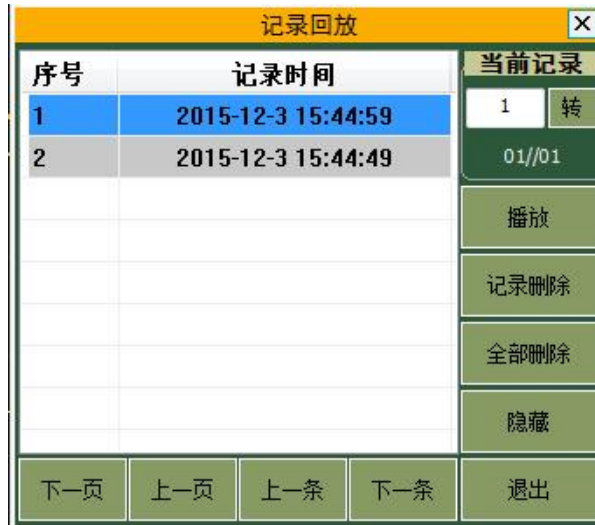 记录回放
序号 记录时间
1 2015-12-3 15:44:59
2 2015-12-3 15:44:49
当前记录
1 转
01//01
播放
记录删除
全部删除
隐藏
下一页 上一页 上一条 下一条 退出